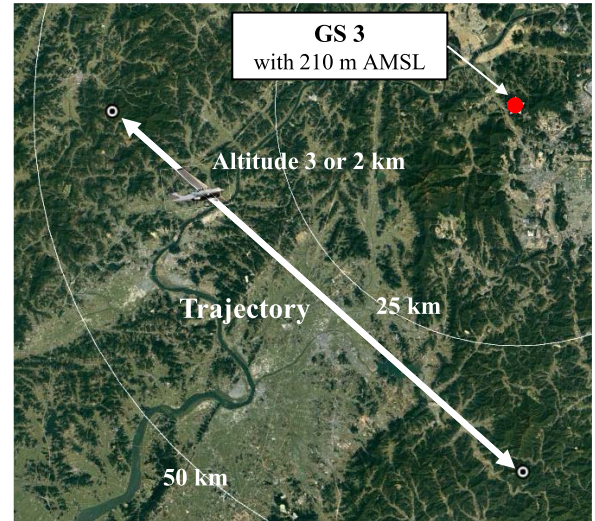 GS 3
with 210 m AMSL
Altitude 3 or 2 km
Trajectory
25 km
50 km